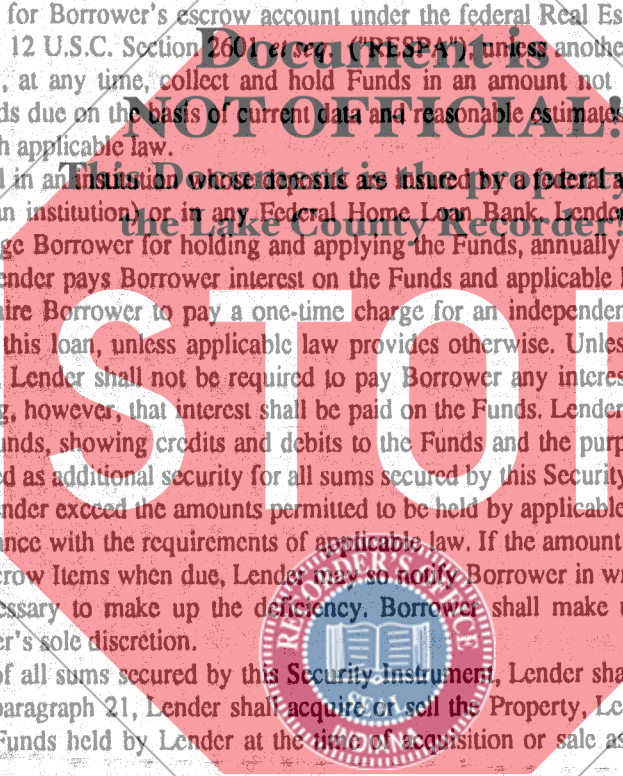 for Borrower's escrow account under the federal Real Es
12 U.S.C. Section 2601 et seq. ("RESPA"), unless anothe
Document is
, at any time, collect and hold Funds in an amount not
ds due on the basis of current data and reasonable estimates
NOT OFFICIAL!
h applicable law.
d in an institution whose deposits are insured by a federal a
This Document is the property
an institution) or in any Federal Home Loan Bank. Lender
the Lake County Recorder!
ge Borrower for holding and applying the Funds, annually
ender pays Borrower interest on the Funds and applicable
ire Borrower to pay a one-time charge for an independen
STOP
this loan, unless applicable law provides otherwise. Unles
Lender shall not be required to pay Borrower any interes
g, however, that interest shall be paid on the Funds. Lender
unds, showing credits and debits to the Funds and the purp
ed as additional security for all sums secured by this Security
nder exceed the amounts permitted to be held by applicable
nce with the requirements of applicable law. If the amount
crow Items when due, Lender may so notify Borrower in wr
essary to make up the deficiency. Borrower shall make u
er's sole discretion.
RECORDER'S OFFICE
of all sums secured by this Security Instrument, Lender sha
paragraph 21, Lender shall acquire or sell the Property, Le
SEAL
Funds held by Lender at the time of acquisition or sale as